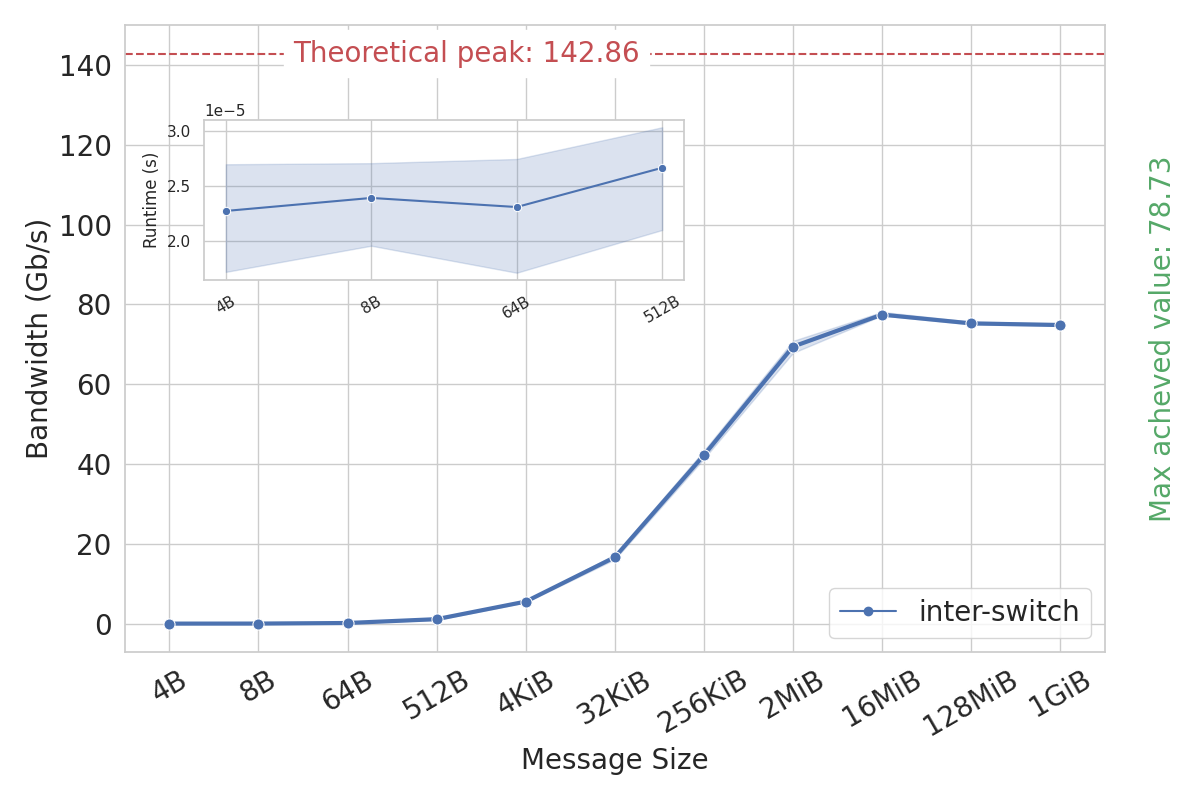 Theoretical peak: 142.86
140
120
100
80
60
40
20
0
Bandwidth (Gb/s)
1e−5
3.0
2.5
2.0
Runtime (s)
4B
8B
64B
512B
Max acheved value: 78.73
inter-switch
4B
8B
64B
512B
4KiB
32KiB
256KiB
2MiB
16MiB
128MiB
1GiB
Message Size